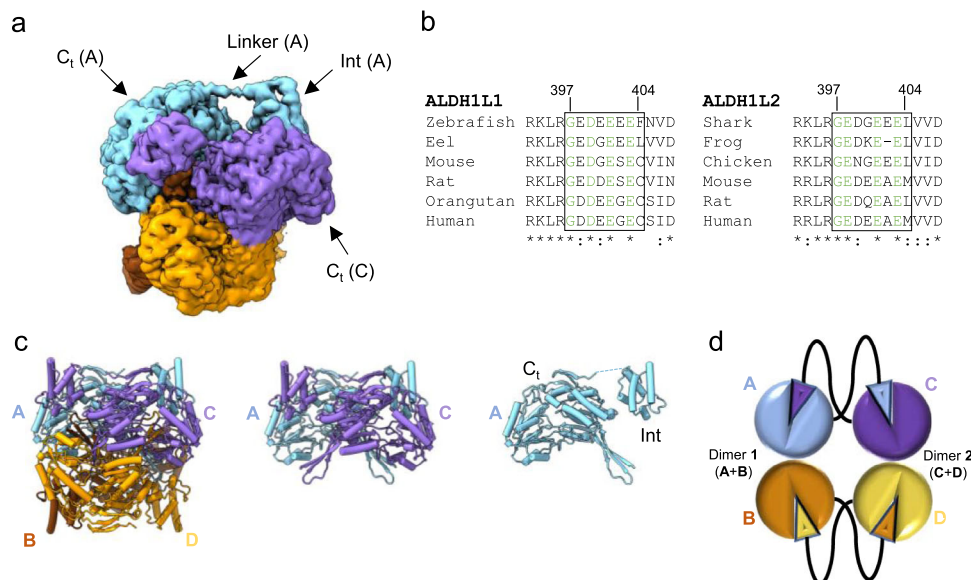 a
Linker (A)
Ct (A)
Int (A)
Ct (C)
b
397 404
ALDH1L1
Zebrafish RKLRGEDEEEEFNVD
Eel RKLRGEDGEEELVVD
Mouse RKLRGEDGESECVIN
Rat RKLRGEDDESECVIN
Orangutan RKLRGDDEEGECSID
Human RKLRGDDEEGECSID
*****:*:* * :*
397 404
ALDH1L2
Shark RKLRGEDGEEELVVD
Frog RKLRGEDKE-ELVID
Chicken RKLRGENGEELVID
Mouse RRLRGEDEEAEMVVD
Rat RRLRGEDQEAELVVD
Human RRLRGEDEEAEMVVD
*:*****: * * :*:*
c
A C
B D
A C
Ct
A
Int
d
A C
Dimer 1 (A+B)
Dimer 2 (C+D)
B D